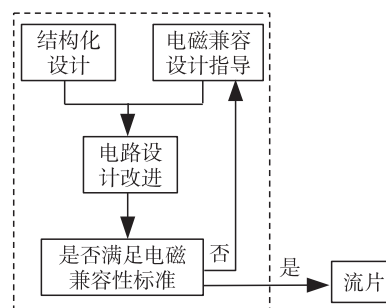 结构化
设计
电磁兼容
设计指导
电路设
计改进
是否满足电磁
兼容性标准
否
是
流片